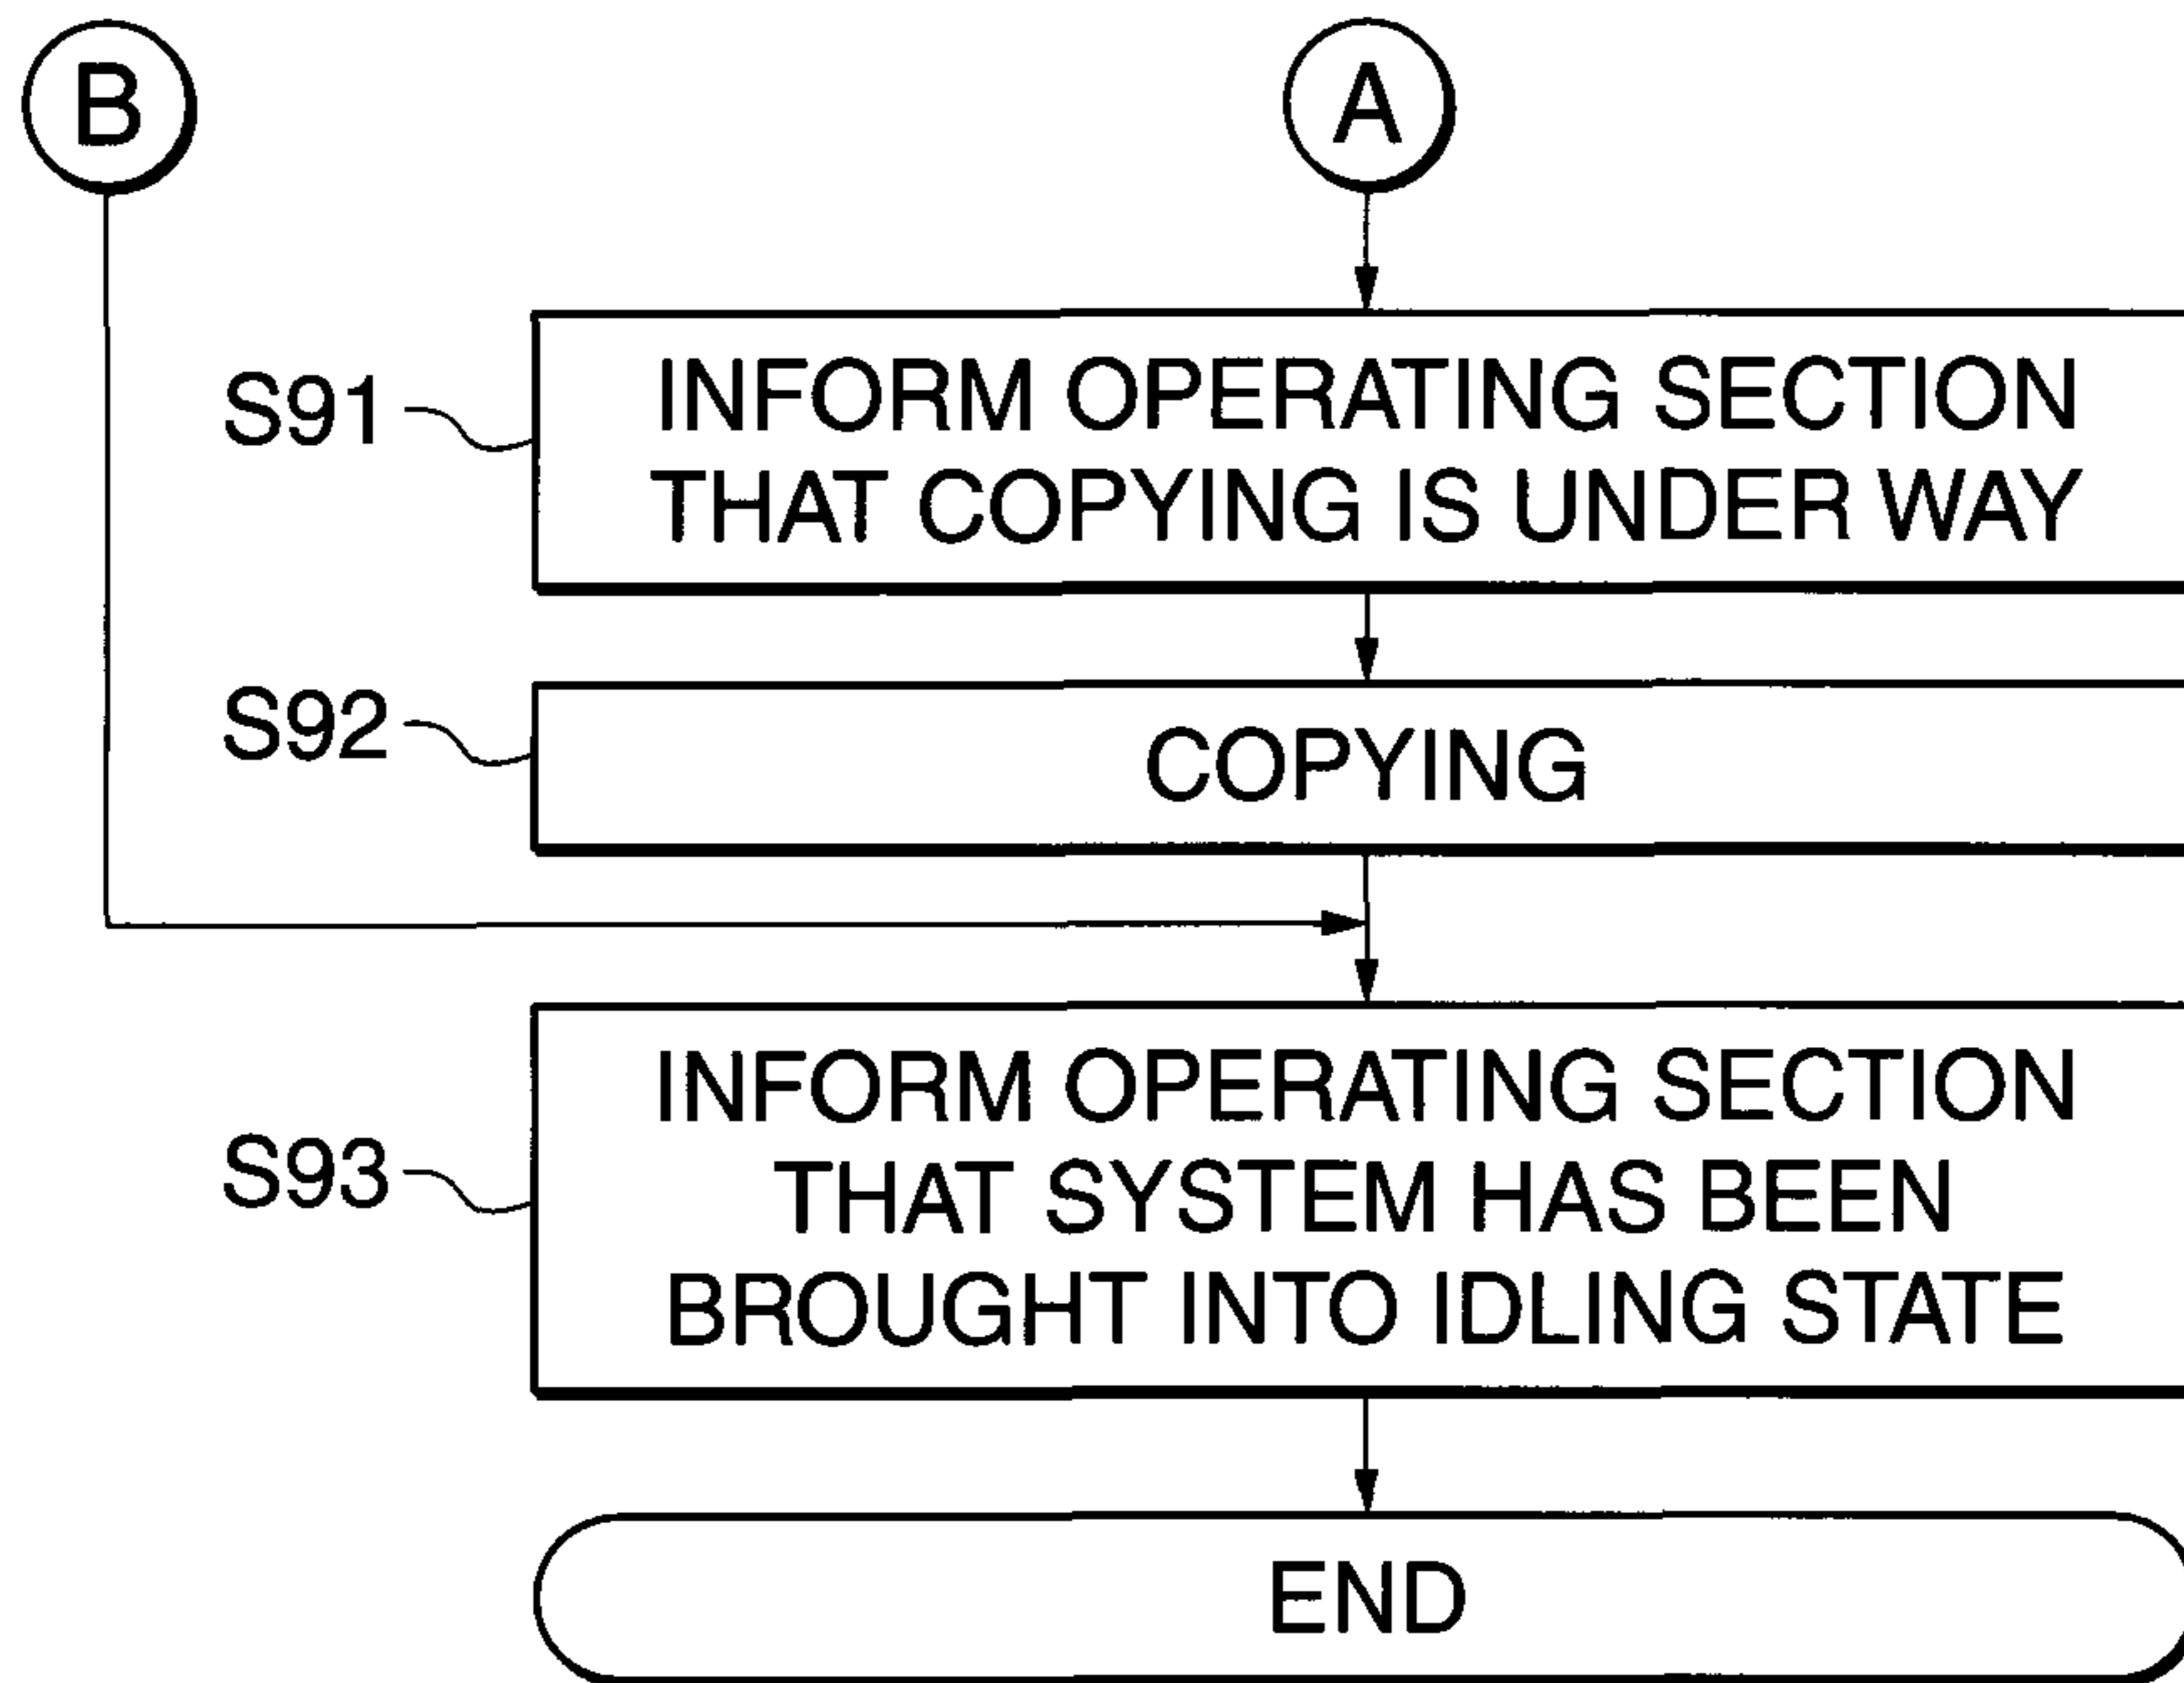 B
A
S91
INFORM OPERATING SECTION
THAT COPYING IS UNDER WAY
S92
COPYING
S93
INFORM OPERATING SECTION
THAT SYSTEM HAS BEEN
BROUGHT INTO IDLING STATE
END